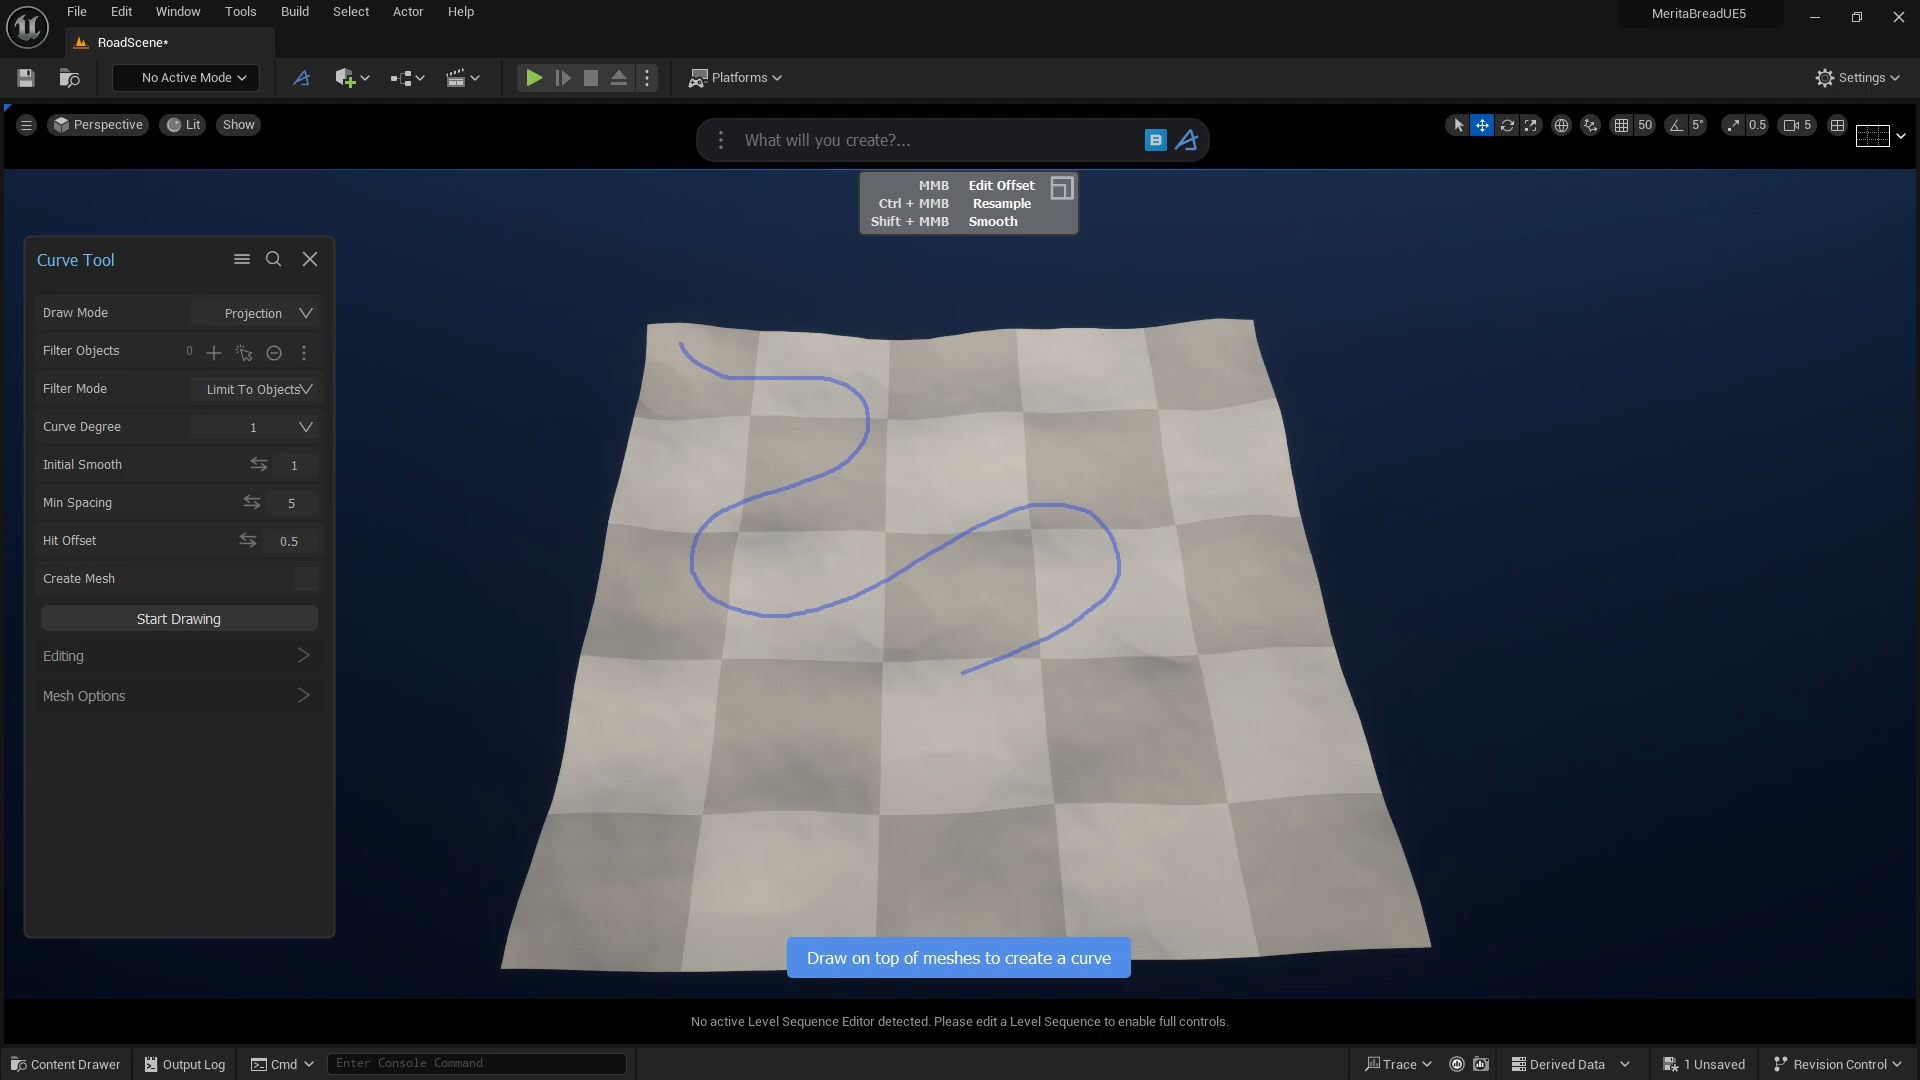 File Edit Window Tools Build Select Actor Help
MeritaBreadUE5
RoadScene*
No Active Mode
Platforms
Settings
Perspective
Lit
Show
What will you create?...
B
50
5°
0.5
5
MMB Edit Offset
Ctrl + MMB Resample
Shift + MMB Smooth
Curve Tool
Draw Mode Projection
Filter Objects 0
Filter Mode Limit To Objects
Curve Degree 1
Initial Smooth 1
Min Spacing 5
Hit Offset 0.5
Create Mesh
Start Drawing
Editing
Mesh Options
Draw on top of meshes to create a curve
No active Level Sequence Editor detected. Please edit a Level Sequence to enable full controls.
Content Drawer
Output Log
Cmd
Enter Console Command
Trace
Derived Data
1 Unsaved
Revision Control